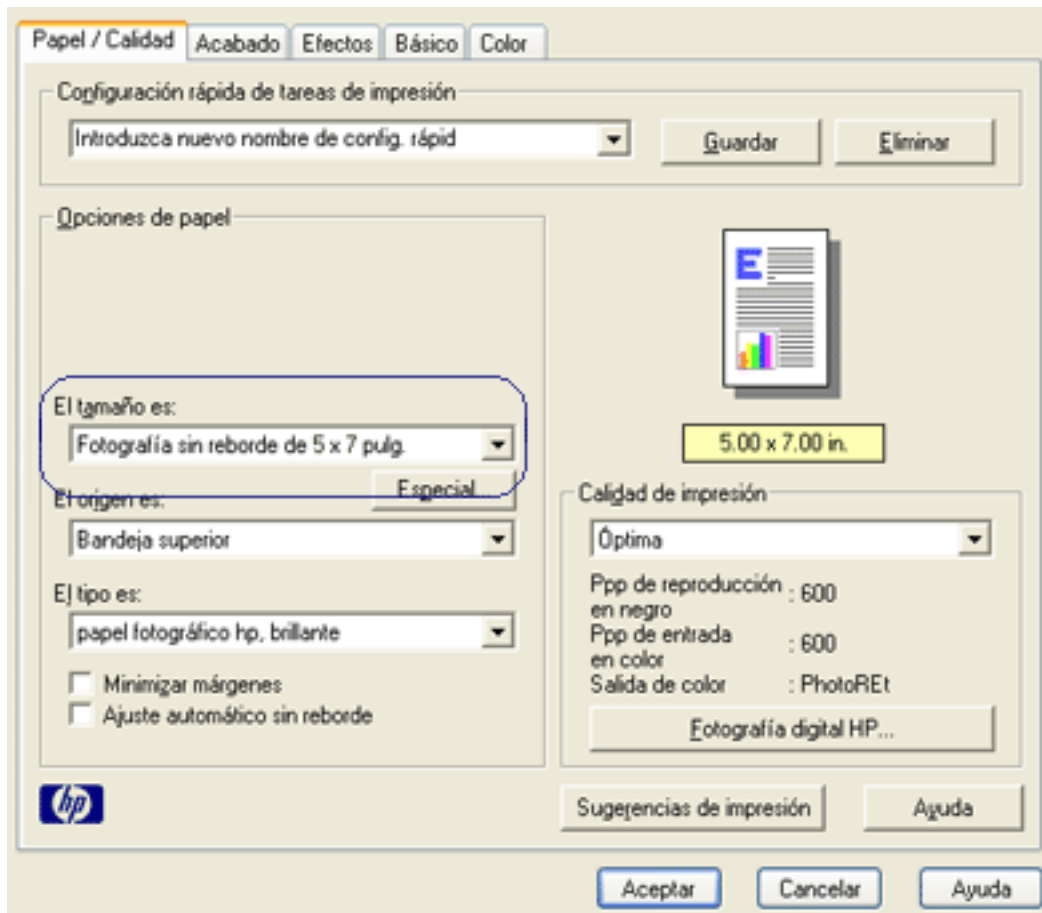 Papel / Calidad Acabado Efectos Básico Color
Configuración rápida de tareas de impresión
Introduzca nuevo nombre de config. rápid
Guardar Eliminar
Opciones de papel
E
El tamaño es:
Fotografía sin reborde de 5 x 7 pulg.
5.00 x 7.00 in.
Especial...
El origen es:
Bandeja superior
El tipo es:
papel fotográfico hp, brillante
Minimizar márgenes
Ajuste automático sin reborde
Calidad de impresión
Óptima
Ppp de reproducción
en negro : 600
Ppp de entrada
en color : 600
Salida de color : PhotoREt
Fotografía digital HP...
hp
Sugerencias de impresión Ayuda
Aceptar Cancelar Ayuda